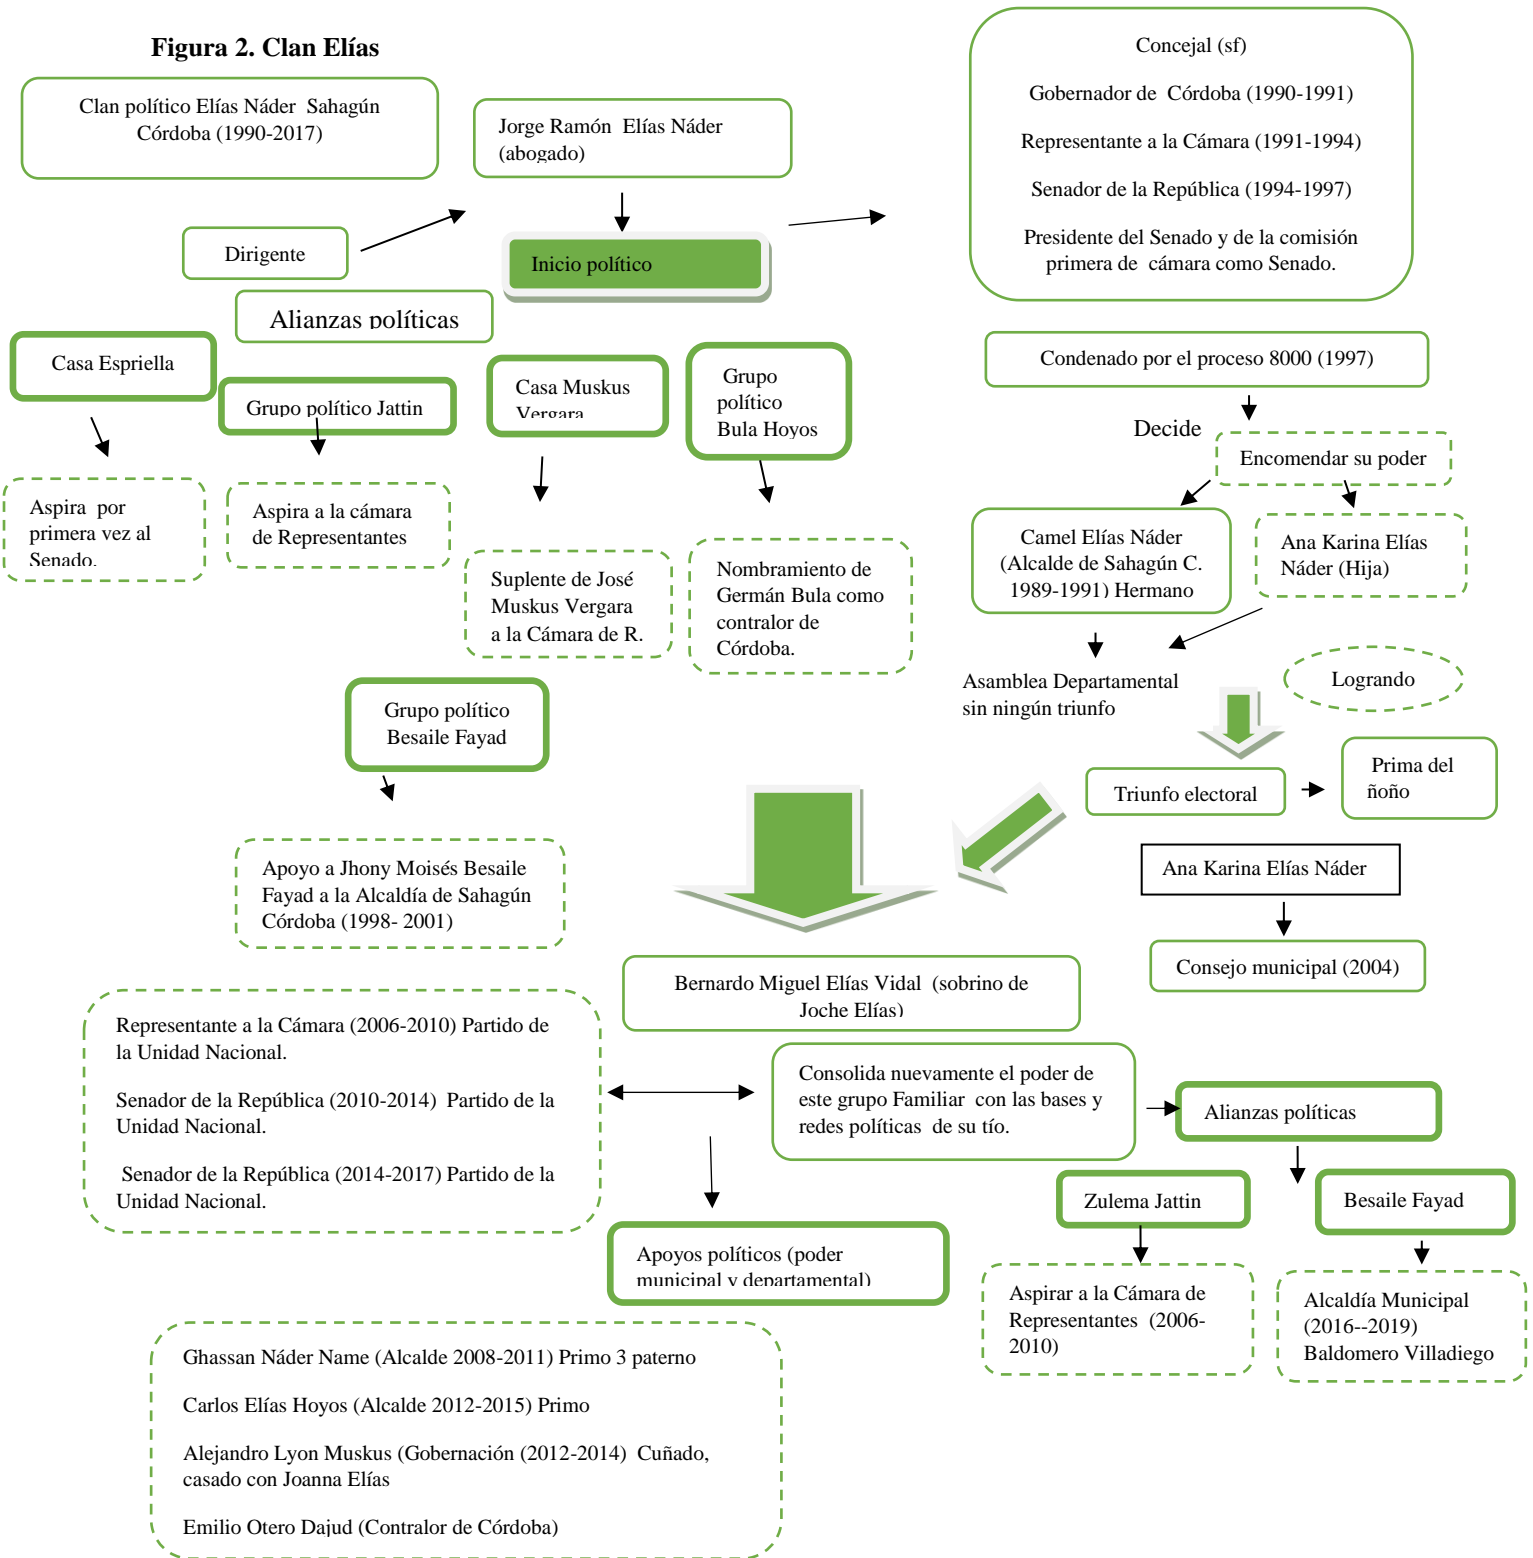 Figura 2. Clan Elías
Clan político Elías Náder Sahagún
Córdoba (1990-2017)
Jorge Ramón Elías Náder
(abogado)
Concejal (sf)
Gobernador de Córdoba (1990-1991)
Representante a la Cámara (1991-1994)
Senador de la República (1994-1997)
Presidente del Senado y de la comisión
primera de cámara como Senado.
Dirigente
Inicio político
Alianzas políticas
Casa Espriella
Grupo político Jattin
Casa Muskus
Vergara
Grupo
político
Bula Hoyos
Condenado por el proceso 8000 (1997)
Decide
Encomendar su poder
Aspira por
primera vez al
Senado.
Aspira a la cámara
de Representantes
Suplente de José
Muskus Vergara
a la Cámara de R.
Nombramiento de
Germán Bula como
contralor de
Córdoba.
Camel Elías Náder
(Alcalde de Sahagún C.
1989-1991) Hermano
Ana Karina Elías
Náder (Hija)
Asamblea Departamental
sin ningún triunfo
Logrando
Grupo político
Besaile Fayad
Triunfo electoral
Prima del
ñoño
Apoyo a Jhony Moisés Besaile
Fayad a la Alcaldía de Sahagún
Córdoba (1998- 2001)
Ana Karina Elías Náder
Consejo municipal (2004)
Bernardo Miguel Elías Vidal (sobrino de
Joche Elías)
Representante a la Cámara (2006-2010) Partido de
la Unidad Nacional.
Senador de la República (2010-2014) Partido de la
Unidad Nacional.
Senador de la República (2014-2017) Partido de la
Unidad Nacional.
Consolida nuevamente el poder de
este grupo Familiar con las bases y
redes políticas de su tío.
Alianzas políticas
Zulema Jattin
Besaile Fayad
Apoyos políticos (poder
municipal y departamental)
Aspirar a la Cámara de
Representantes (2006-
2010)
Alcaldía Municipal
(2016--2019)
Baldomero Villadiego
Ghassan Náder Name (Alcalde 2008-2011) Primo 3 paterno
Carlos Elías Hoyos (Alcalde 2012-2015) Primo
Alejandro Lyon Muskus (Gobernación (2012-2014) Cuñado,
casado con Joanna Elías
Emilio Otero Dajud (Contralor de Córdoba)